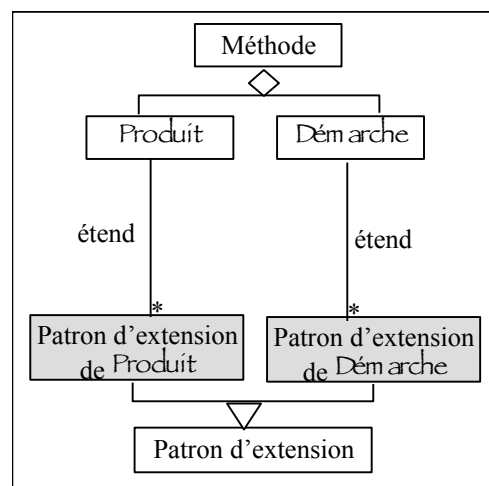 Méthode
Produit
Démarche
étend
étend
*
*
Patron d’extension
de Produit
Patron d’extension
de Démarche
Patron d’extension